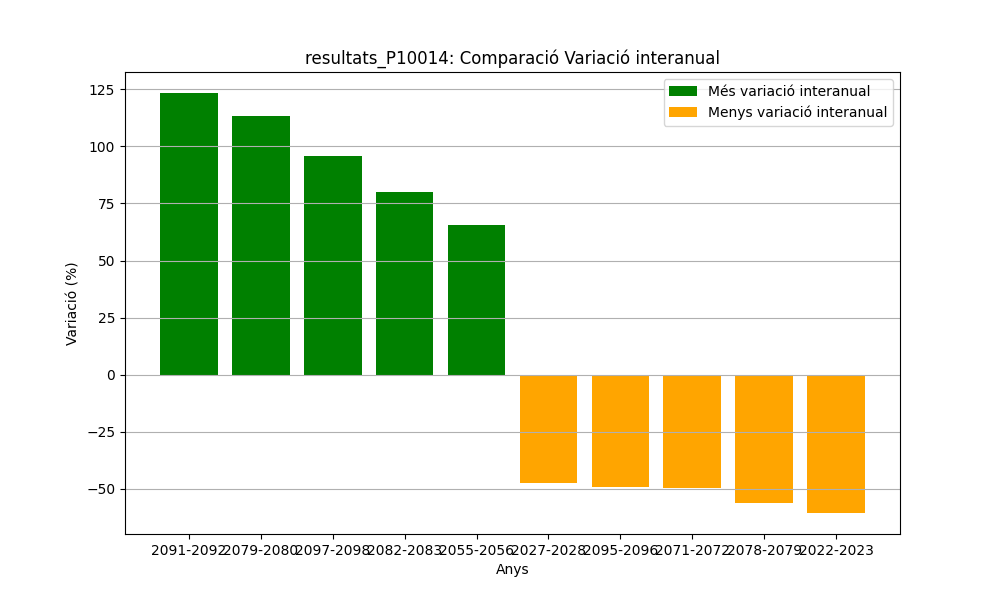 resultats_P10014: Comparació Variació interanual
Més variació interanual
Menys variació interanual
Variació (%)
125
100
75
50
25
0
−25
−50
2091-2092 2079-2080 2097-2098 2082-2083 2055-2056 2027-2028 2095-2096 2071-2072 2078-2079 2022-2023
Anys